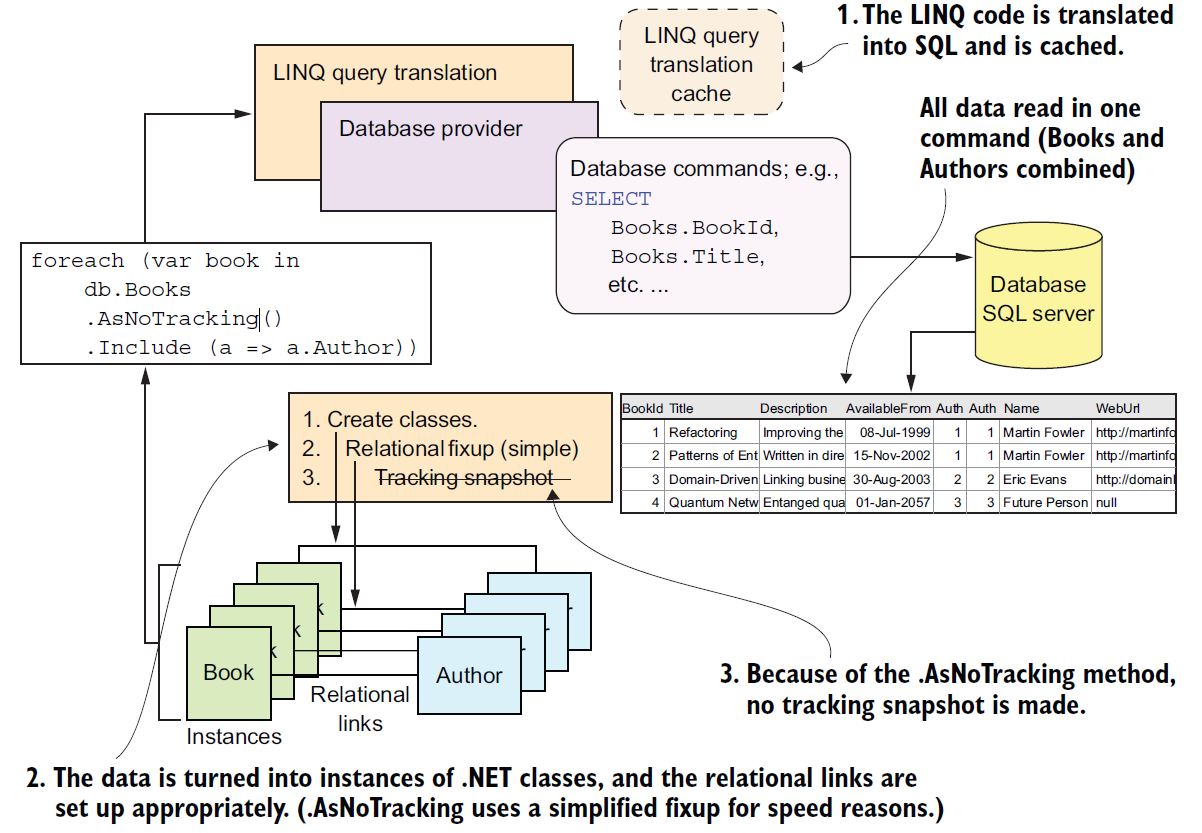 1. The LINQ code is translated
into SQL and is cached.
LINQ query
translation
cache
LINQ query translation
Database provider
All data read in one
command (Books and
Authors combined)
Database commands; e.g.,
SELECT
Books.BookId,
Books.Title,
etc. ...
foreach (var book in
db.Books
.AsNoTracking()
.Include (a => a.Author))
Database
SQL server
1. Create classes.
2. Relational fixup (simple)
3. Tracking snapshot
BookId Title Description AvailableFrom Auth Auth Name WebUrl
1 Refactoring Improving the 08-Jul-1999 1 1 Martin Fowler http://martinfo
2 Patterns of Ent Written in dire 15-Nov-2002 1 1 Martin Fowler http://martinfo
3 Domain-Driven Linking busine 30-Aug-2003 2 2 Eric Evans http://domainl
4 Quantum Netw Entanged qua 01-Jan-2057 3 3 Future Person null
k
k
k
r
r
r
Book
Author
Relational
links
Instances
3. Because of the .AsNoTracking method,
no tracking snapshot is made.
2. The data is turned into instances of .NET classes, and the relational links are
set up appropriately. (.AsNoTracking uses a simplified fixup for speed reasons.)